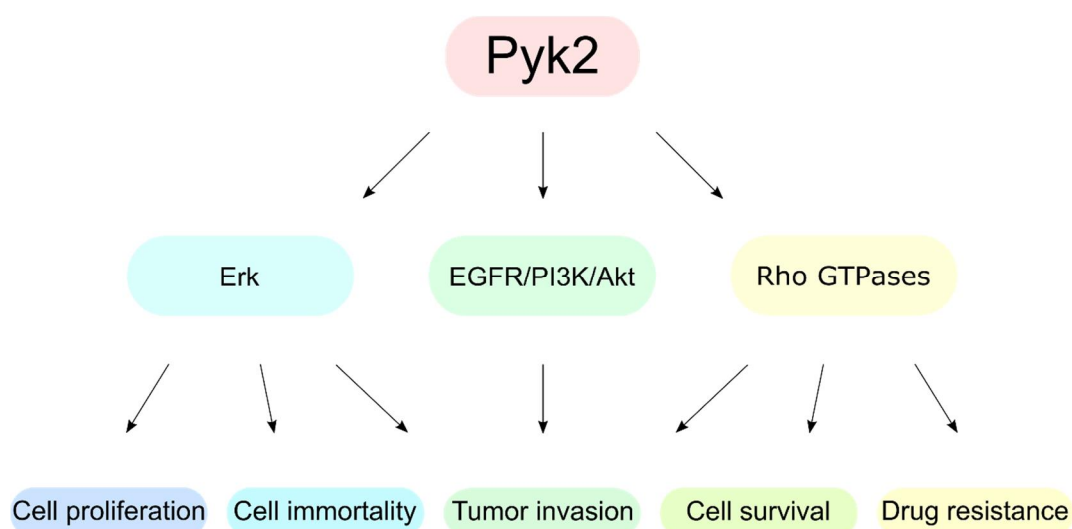 Pyk2
Erk
EGFR/PI3K/Akt
Rho GTPases
Cell proliferation
Cell immortality
Tumor invasion
Cell survival
Drug resistance